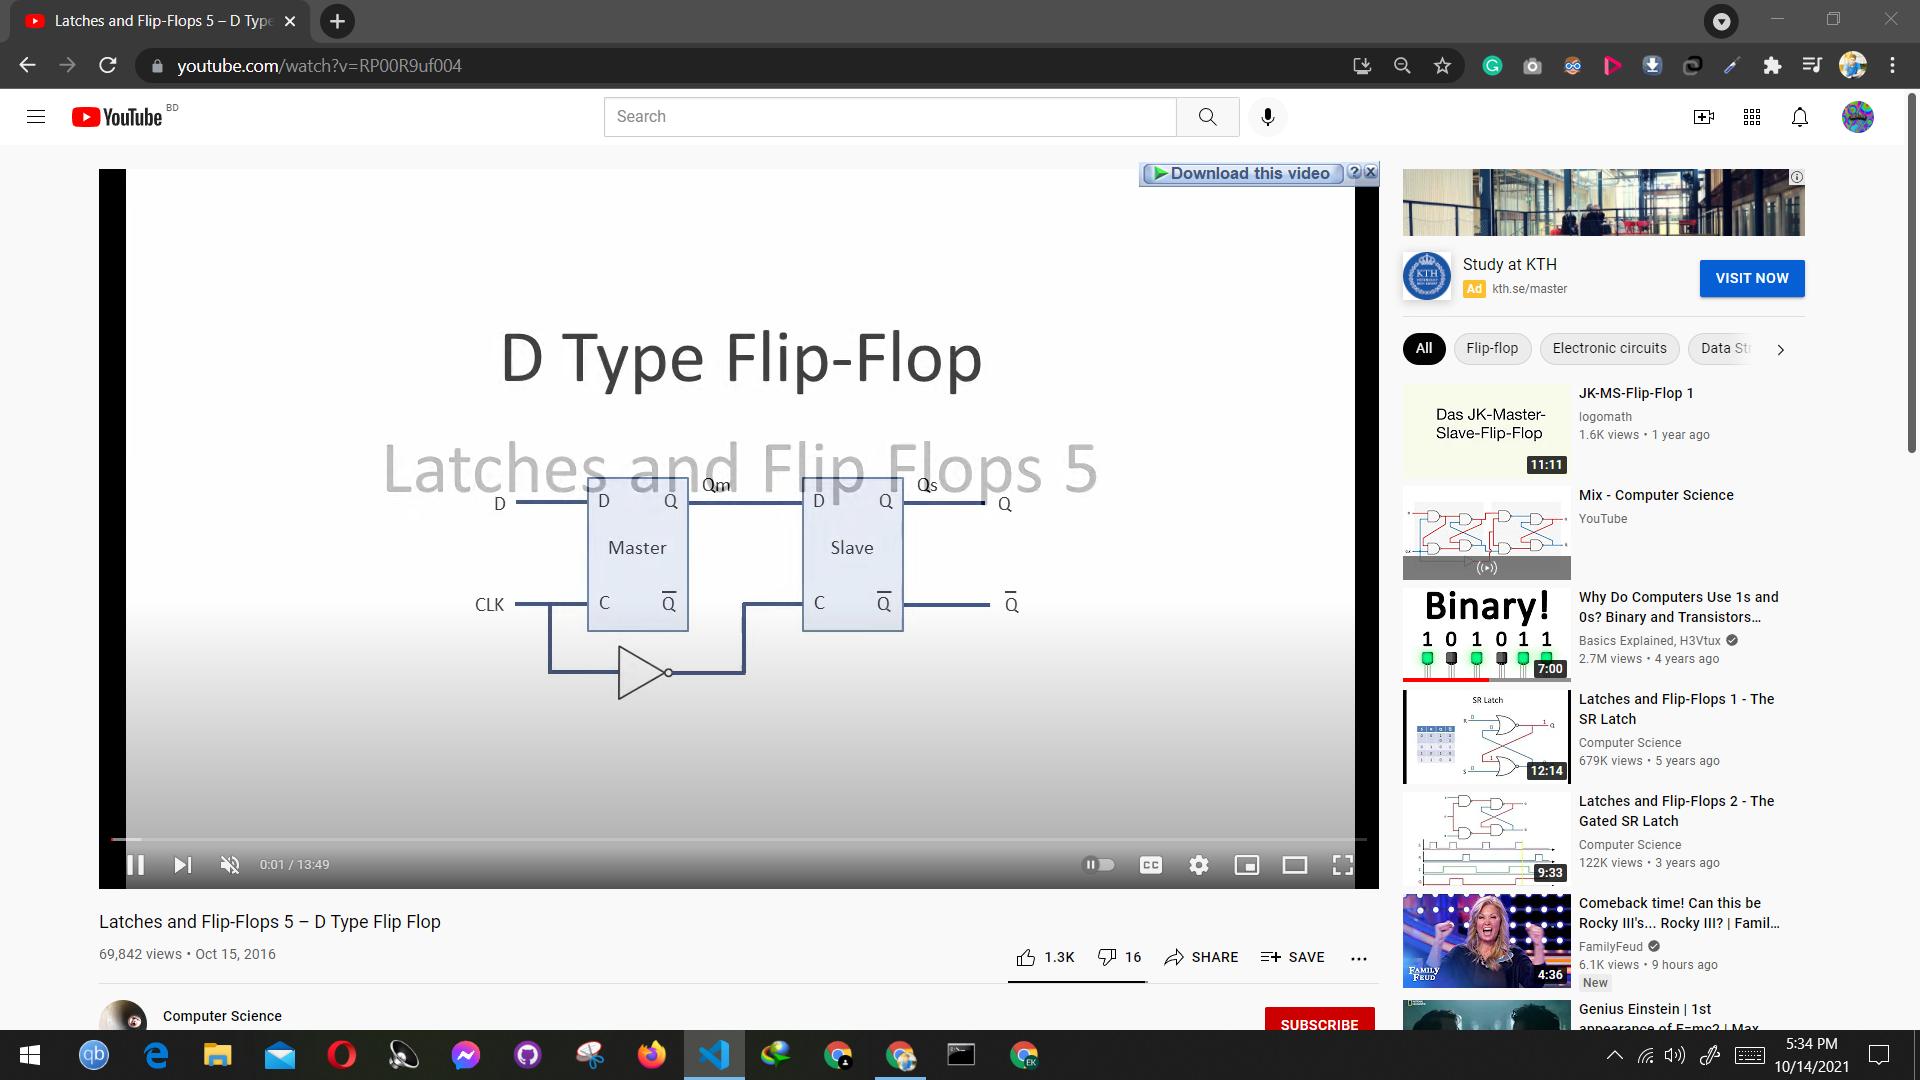 Latches and Flip-Flops 5 – D Type
youtube.com/watch?v=RP00R9uf004
YouTube BD
Search
Download this video ? X
D Type Flip-Flop
Latches and Flip Flops 5
D
D Q
Master
C Q
Qm
D Q
Slave
C Q
Qs
Q
CLK
Q
0:01 / 13:49
CC
Latches and Flip-Flops 5 – D Type Flip Flop
69,842 views • Oct 15, 2016
1.3K
16
SHARE
SAVE
Computer Science
SUBSCRIBE
KTH
Study at KTH
Ad kth.se/master
VISIT NOW
All
Flip-flop
Electronic circuits
Data St
Das JK-Master-
Slave-Flip-Flop
11:11
JK-MS-Flip-Flop 1
logomath
1.6K views • 1 year ago
Mix - Computer Science
YouTube
Binary!
1 0 1 0 1 1
7:00
Why Do Computers Use 1s and
0s? Binary and Transistors...
Basics Explained, H3Vtux
2.7M views • 4 years ago
SR Latch
12:14
Latches and Flip-Flops 1 - The
SR Latch
Computer Science
679K views • 5 years ago
9:33
Latches and Flip-Flops 2 - The
Gated SR Latch
Computer Science
122K views • 3 years ago
FAMILY
FEUD
4:36
Comeback time! Can this be
Rocky III's... Rocky III? | Famil...
FamilyFeud
6.1K views • 9 hours ago
New
Genius Einstein | 1st
appearance of E=mc2 | Max
qb
EK
5:34 PM
10/14/2021